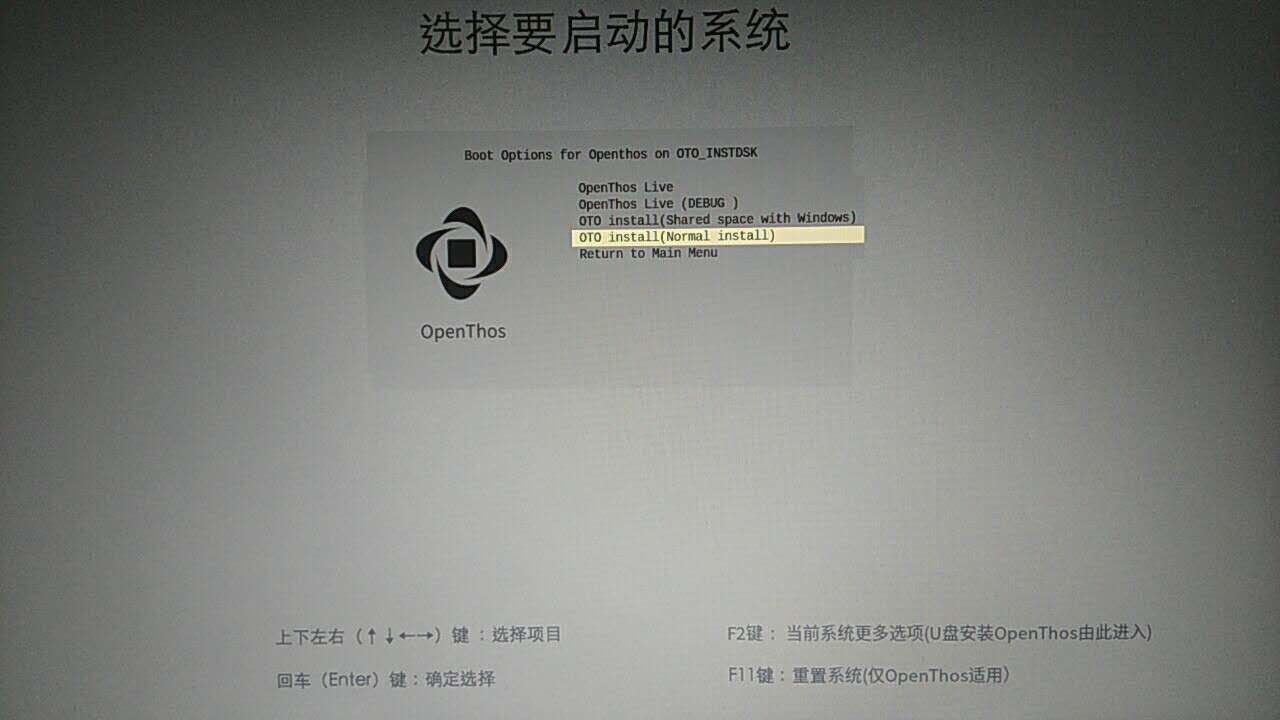 选择要启动的系统
Boot Options for Openthos on OTO_INSTDSK
OpenThos Live
OpenThos Live (DEBUG )
OTO install(Shared space with Windows)
OTO install(Normal install)
Return to Main Menu
OpenThos
上下左右（↑↓←→）键 ：选择项目
F2键 ：当前系统更多选项(U盘安装OpenThos由此进入)
回车（Enter）键 ：确定选择
F11键 ：重置系统(仅OpenThos适用）